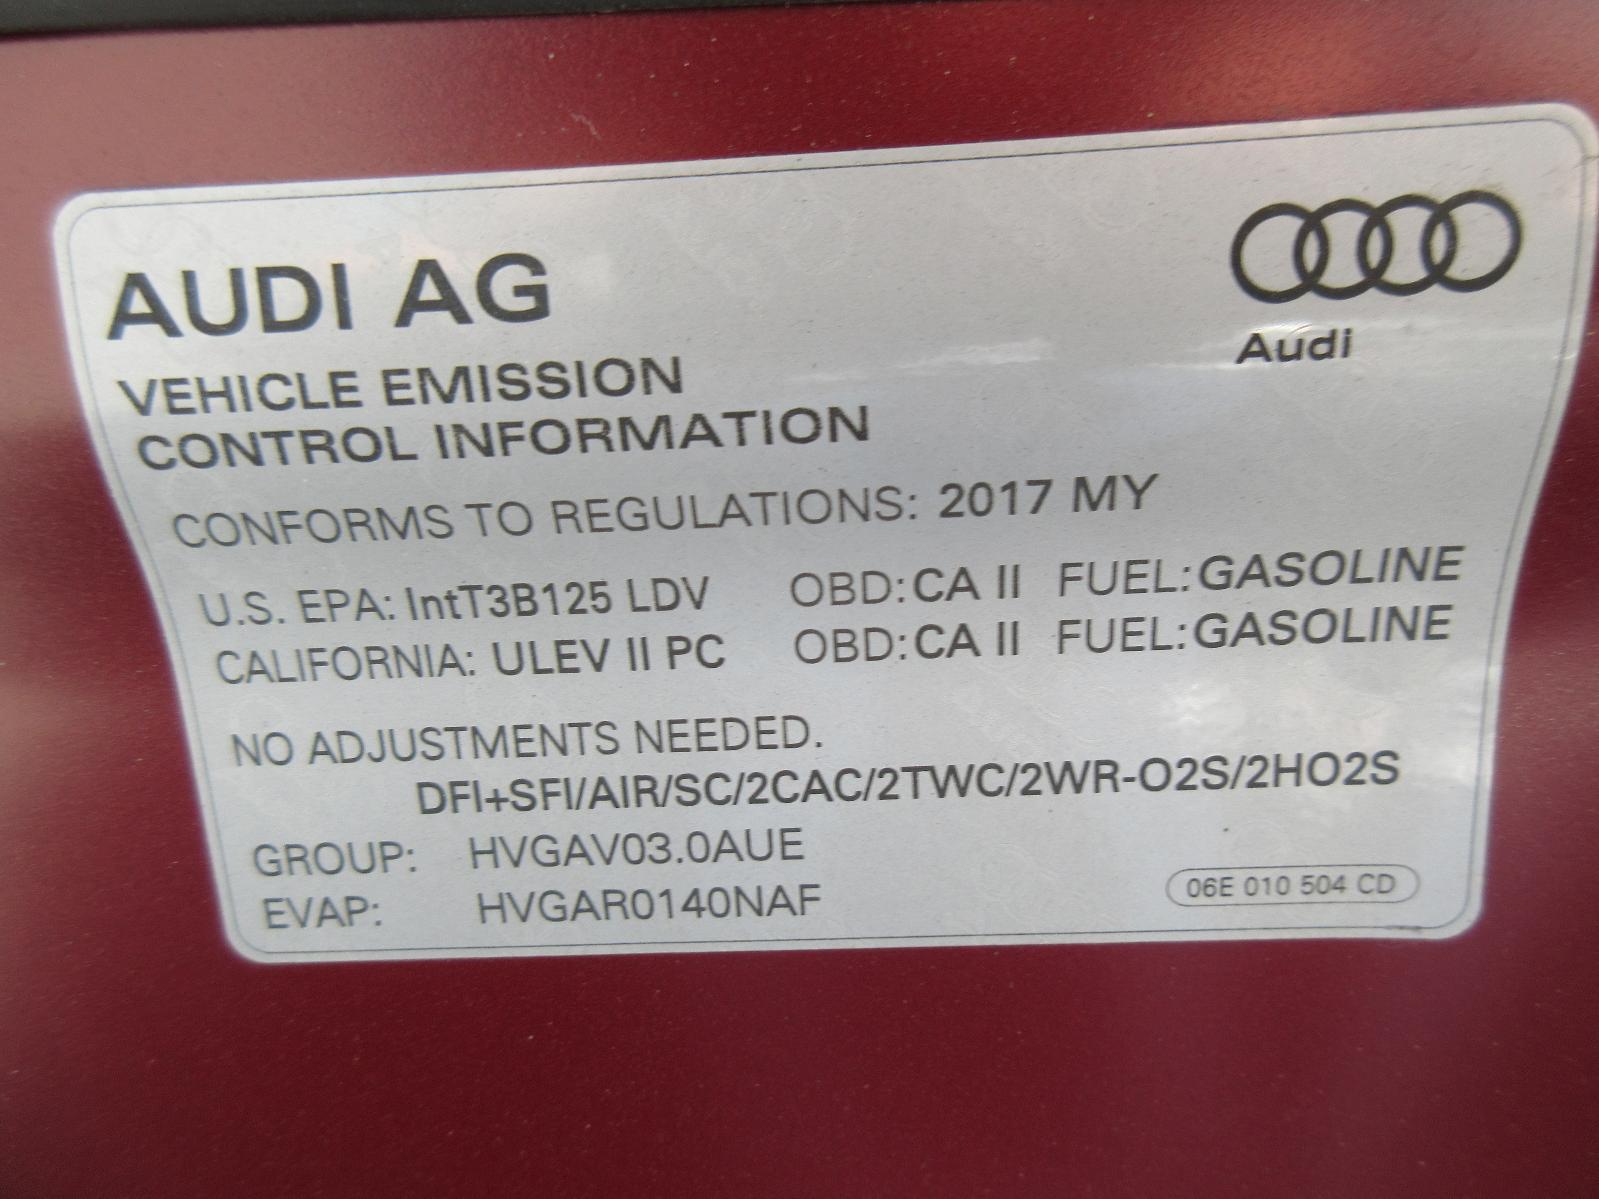 AUDI AG
Audi
VEHICLE EMISSION
CONTROL INFORMATION
CONFORMS TO REGULATIONS: 2017 MY
U.S. EPA: IntT3B125 LDV OBD: CA II FUEL: GASOLINE
CALIFORNIA: ULEV II PC OBD: CA II FUEL: GASOLINE
NO ADJUSTMENTS NEEDED.
DFI+SFI/AIR/SC/2CAC/2TWC/2WR-O2S/2HO2S
GROUP: HVGAV03.0AUE
EVAP: HVGAR0140NAF
06E 010 504 CD